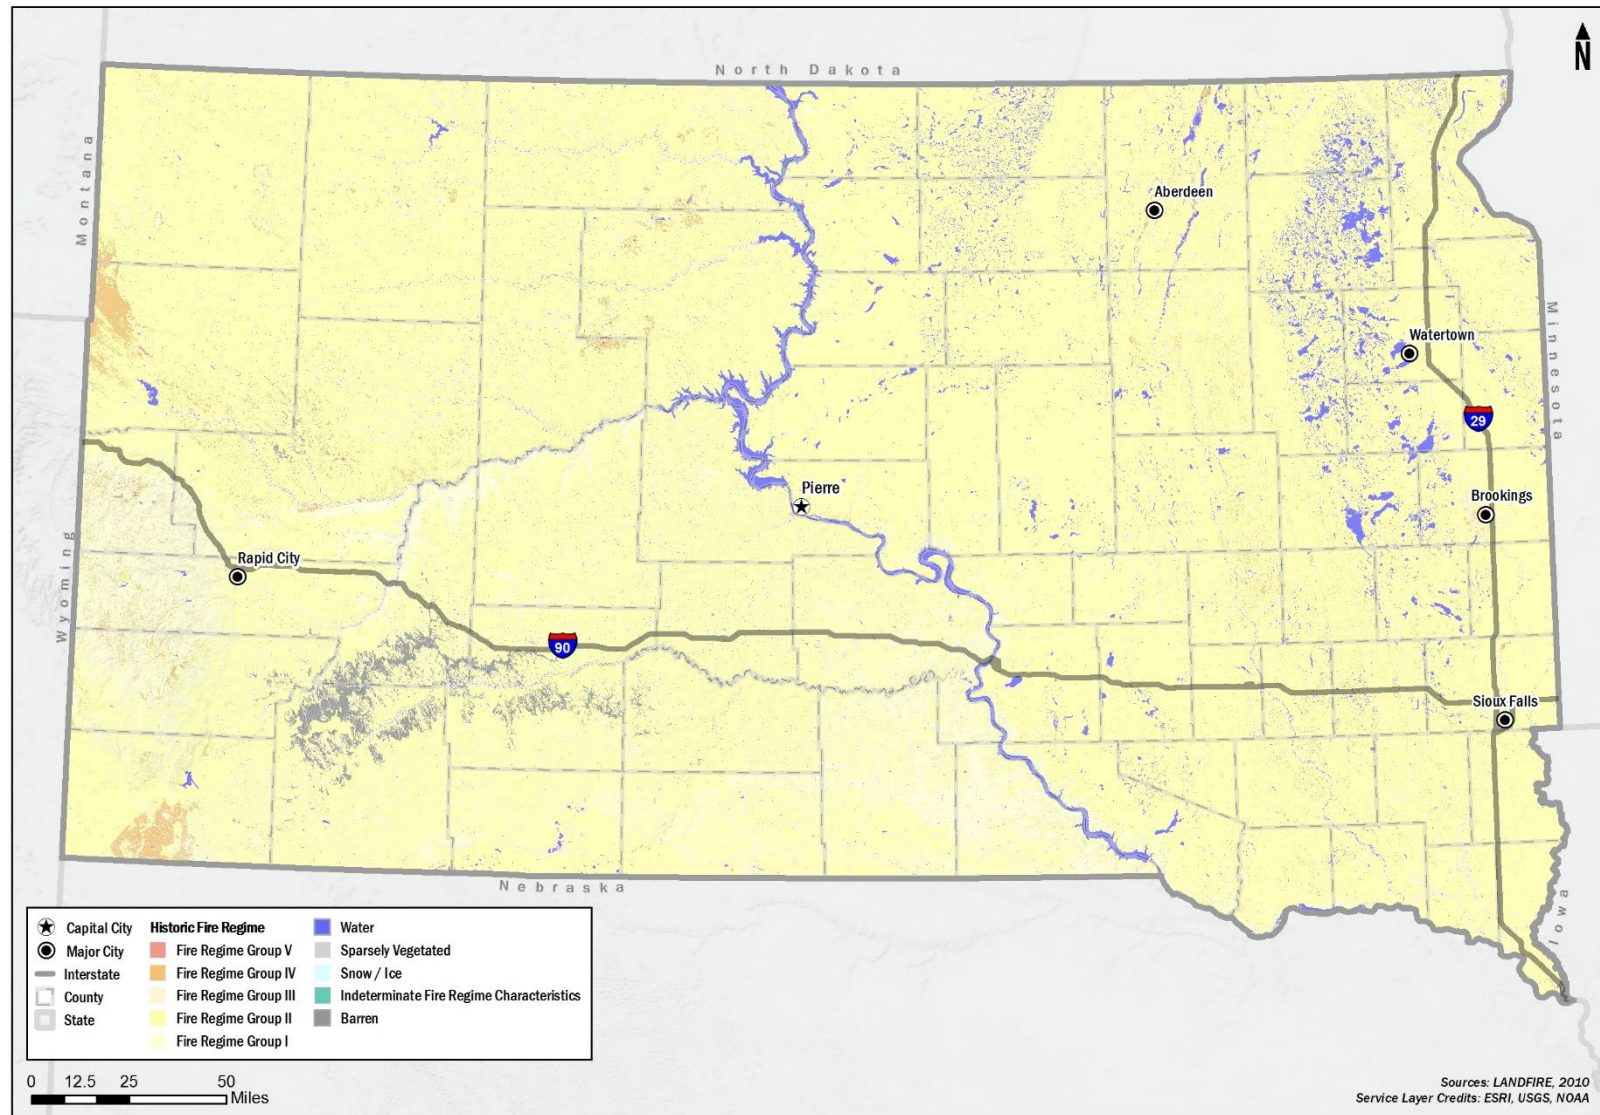 North Dakota
N
Montana
Aberdeen
Minnesota
Watertown
29
Pierre
Brookings
Wyoming
Rapid City
90
Sioux Falls
Nebraska
Iowa
Capital City
Major City
Interstate
County
State
Historic Fire Regime
Fire Regime Group V
Fire Regime Group IV
Fire Regime Group III
Fire Regime Group II
Fire Regime Group I
Water
Sparsely Vegetated
Snow / Ice
Indeterminate Fire Regime Characteristics
Barren
0 12.5 25 50
Miles
Sources: LANDFIRE, 2010
Service Layer Credits: ESRI, USGS, NOAA